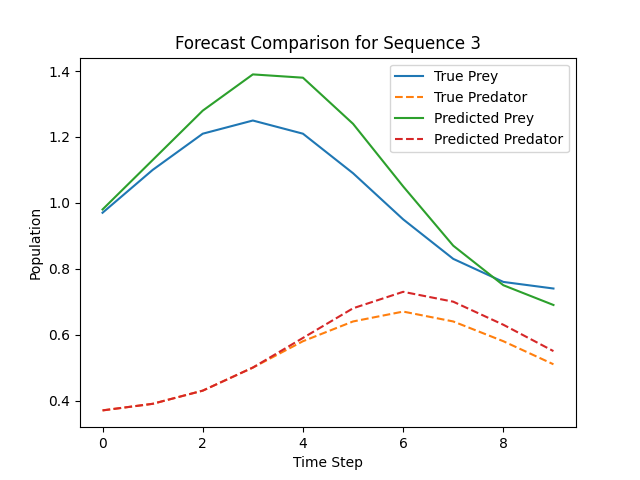 Forecast Comparison for Sequence 3
True Prey
True Predator
Predicted Prey
Predicted Predator
1.4
1.2
1.0
0.8
0.6
0.4
Population
0 2 4 6 8
Time Step